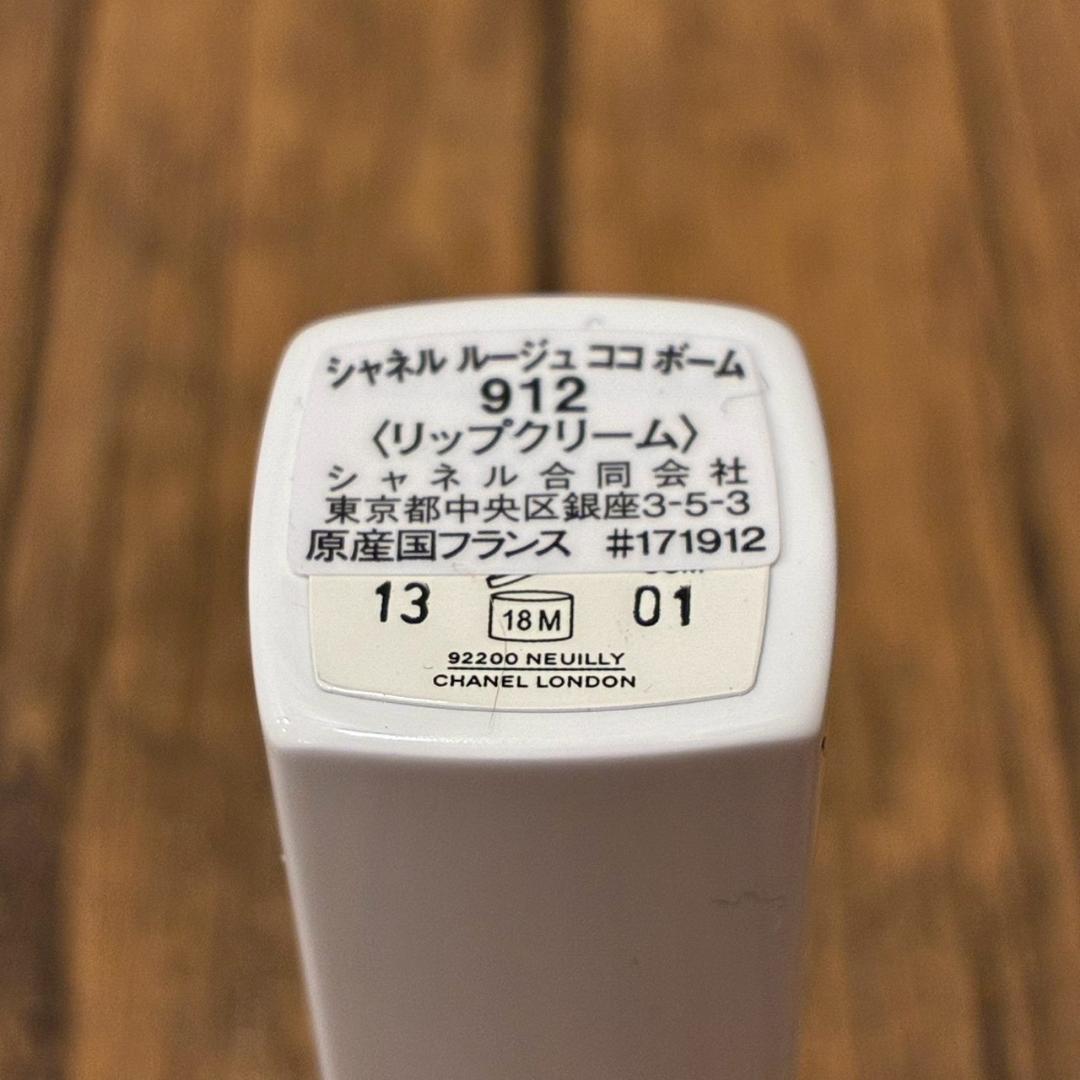 シャネル ルージュ ココ ボーム
912
〈リップクリーム〉
シャネル合同会社
東京都中央区銀座3-5-3
原産国フランス #171912
13 18M 01
92200 NEUILLY
CHANEL LONDON